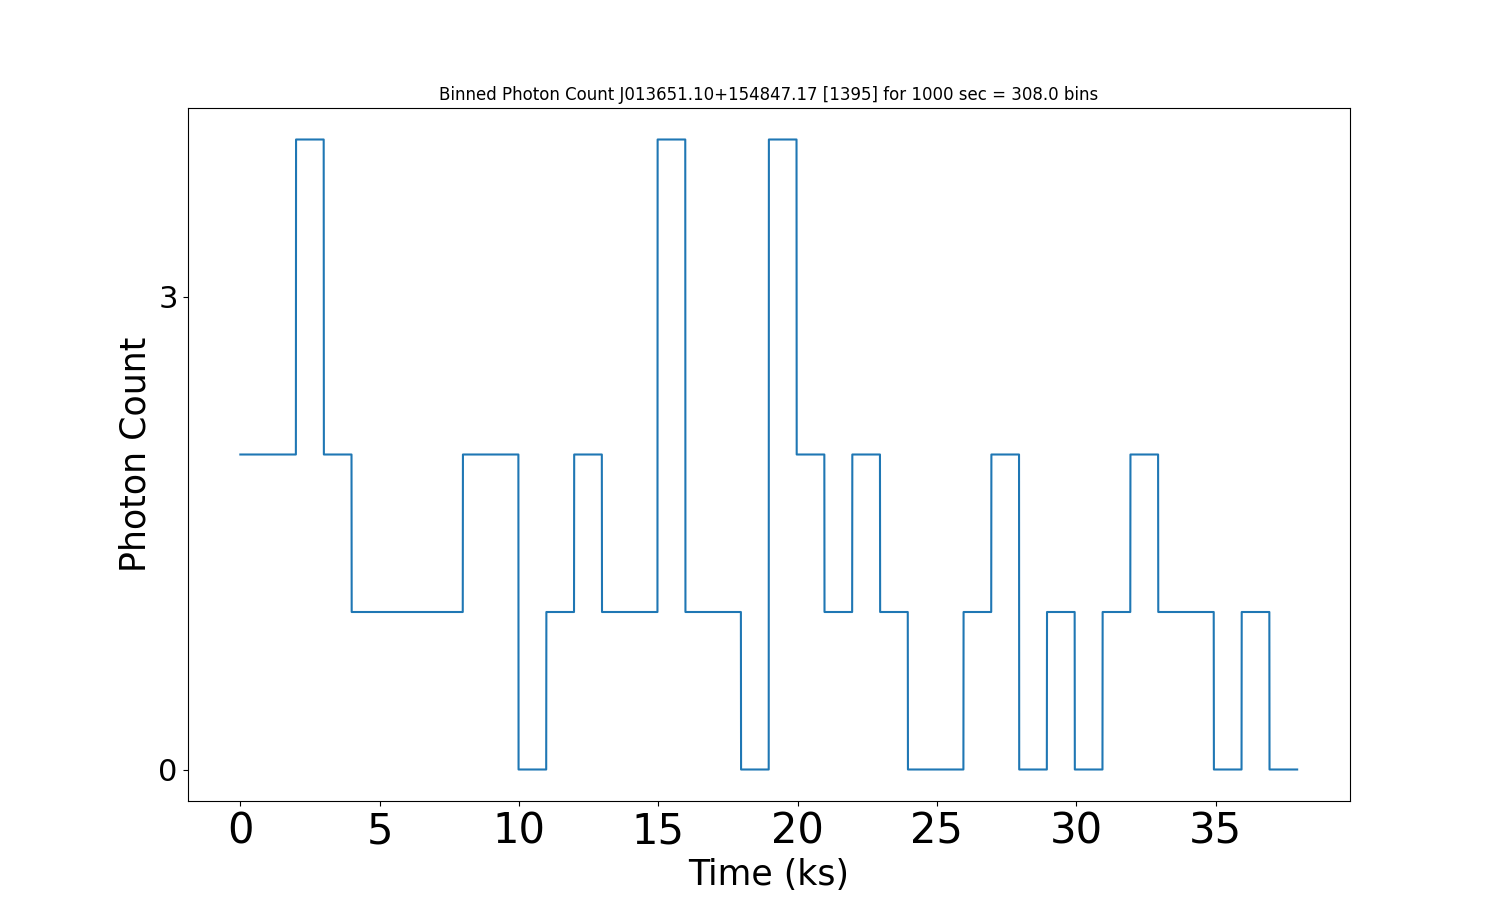 Binned Photon Count J013651.10+154847.17 [1395] for 1000 sec = 308.0 bins
Photon Count
3
0
0 5 10 15 20 25 30 35
Time (ks)